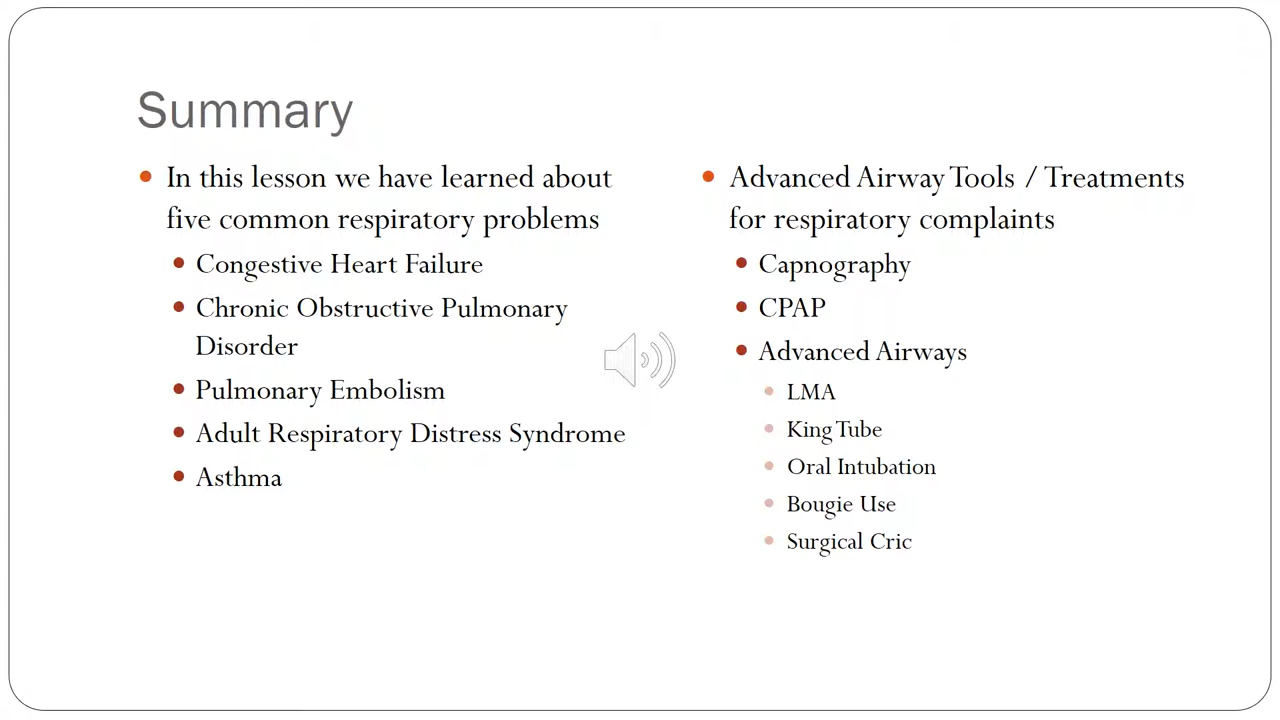 Summary
In this lesson we have learned about
five common respiratory problems
Congestive Heart Failure
Chronic Obstructive Pulmonary
Disorder
Pulmonary Embolism
Adult Respiratory Distress Syndrome
Asthma
Advanced Airway Tools / Treatments
for respiratory complaints
Capnography
CPAP
Advanced Airways
LMA
King Tube
Oral Intubation
Bougie Use
Surgical Cric